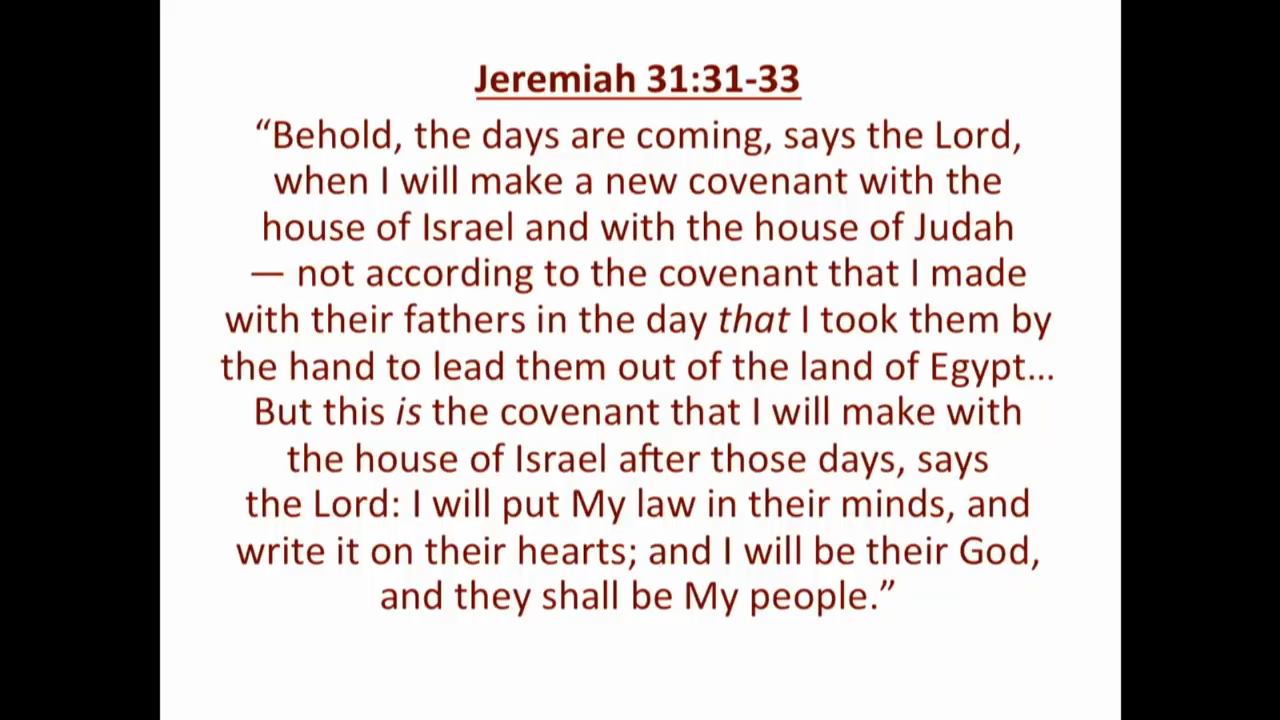 Jeremiah 31:31-33
“Behold, the days are coming, says the Lord,
when I will make a new covenant with the
house of Israel and with the house of Judah
— not according to the covenant that I made
with their fathers in the day that I took them by
the hand to lead them out of the land of Egypt...
But this is the covenant that I will make with
the house of Israel after those days, says
the Lord: I will put My law in their minds, and
write it on their hearts; and I will be their God,
and they shall be My people.”